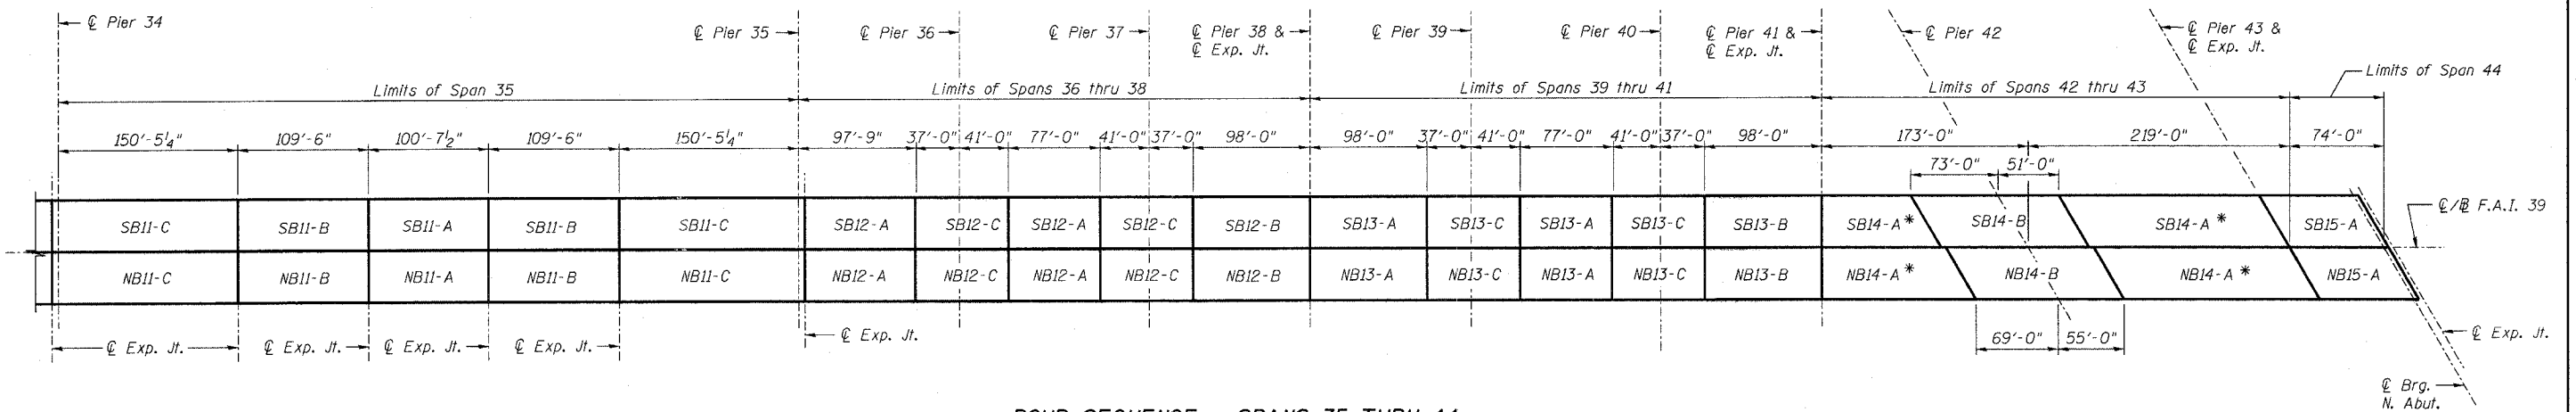 ℄ Pier 34
℄ Pier 35
℄ Pier 36
℄ Pier 37
℄ Pier 38 &
℄ Exp. Jt.
℄ Pier 39
℄ Pier 40
℄ Pier 41 &
℄ Exp. Jt.
℄ Pier 42
℄ Pier 43 &
℄ Exp. Jt.
Limits of Span 35
Limits of Spans 36 thru 38
Limits of Spans 39 thru 41
Limits of Spans 42 thru 43
Limits of Span 44
150'-5¼" 109'-6" 100'-7½" 109'-6" 150'-5¼" 97'-9" 37'-0" 41'-0" 77'-0" 41'-0" 37'-0" 98'-0" 98'-0" 37'-0" 41'-0" 77'-0" 41'-0" 37'-0" 98'-0" 173'-0" 219'-0" 74'-0"
73'-0" 51'-0"
SB11-C SB11-B SB11-A SB11-B SB11-C SB12-A SB12-C SB12-A SB12-C SB12-B SB13-A SB13-C SB13-A SB13-C SB13-B SB14-A* SB14-B SB14-A* SB15-A
℄/B F.A.I. 39
NB11-C NB11-B NB11-A NB11-B NB11-C NB12-A NB12-C NB12-A NB12-C NB12-B NB13-A NB13-C NB13-A NB13-C NB13-B NB14-A* NB14-B NB14-A* NB15-A
℄ Exp. Jt. ℄ Exp. Jt. ℄ Exp. Jt. ℄ Exp. Jt.
℄ Exp. Jt.
69'-0" 55'-0"
℄ Exp. Jt.
℄ Brg.
N. Abut.
POUR SEQUENCE - SPANS 35 THRU 44